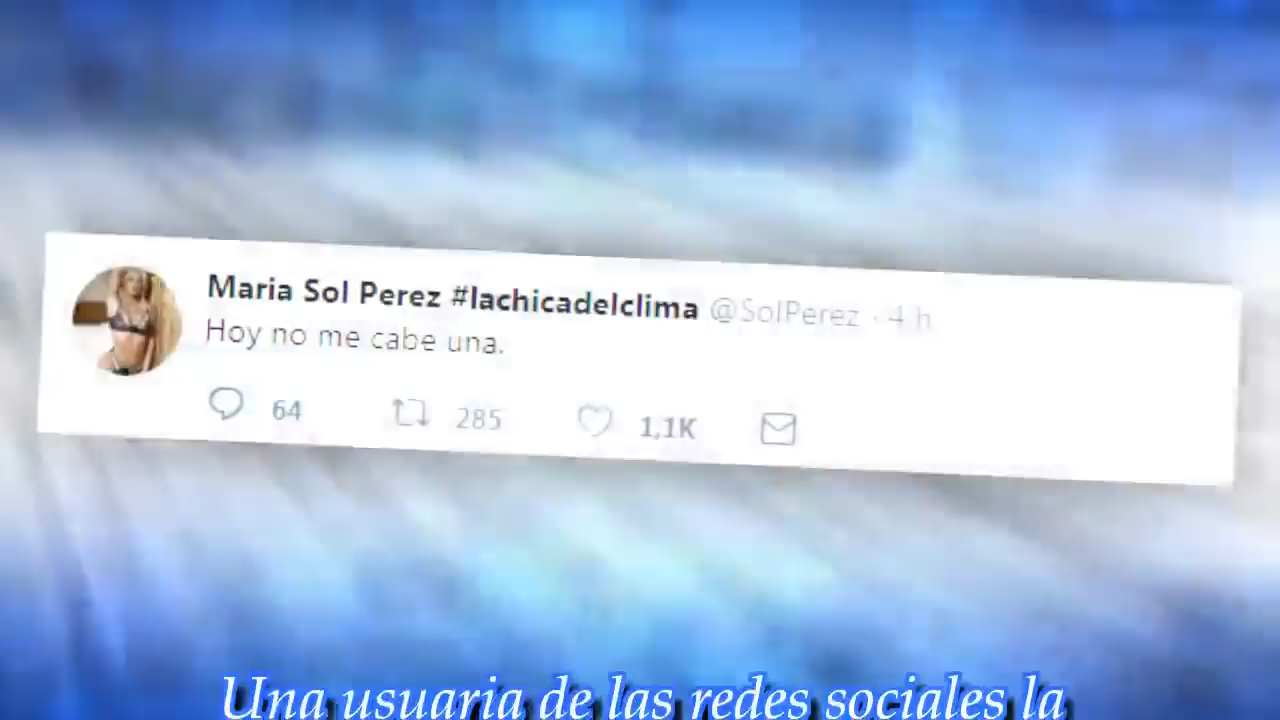 Maria Sol Perez #lachicadelclima @SolPerez · 4 h
Hoy no me cabe una.
64 285 1,1K
Una usuaria de las redes sociales la